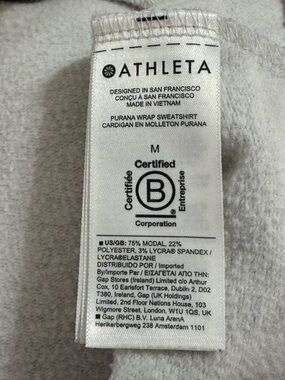 ATHLETA
DESIGNED IN SAN FRANCISCO
CONÇU À SAN FRANCISCO
MADE IN VIETNAM
PURANA WRAP SWEATSHIRT
CARDIGAN EN MOLLETON PURANA
M
Certified
Certifiée
B
®
Entreprise
Corporation
■ US/GB: 75% MODAL, 22%
POLYESTER, 3% LYCRA® SPANDEX /
LYCRA®ELASTANE
DISTRIBUIDO POR / Imported
By/Importe Par / ΕΙΣΑΓΕΤΑΙ ΑΠΟ ΤΗΝ:
Gap Stores (Ireland) Limited c/o Arthur
Cox, 10 Earlsfort Terrace, Dublin 2, D02
T380, Ireland, Gap (UK Holdings)
Limited, 2nd Floor Nations House, 103
Wigmore Street, London, W1U 1QS, UK
■ Gap (RHC) B.V. Luna ArenA
Herikerbergweg 238 Amsterdam 1101